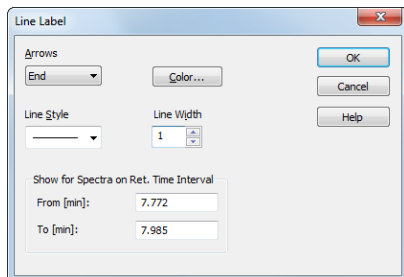 Line Label
Arrows
End
Color...
OK
Cancel
Help
Line Style
Line Width
1
Show for Spectra on Ret. Time Interval
From [min]:
7.772
To [min]:
7.985